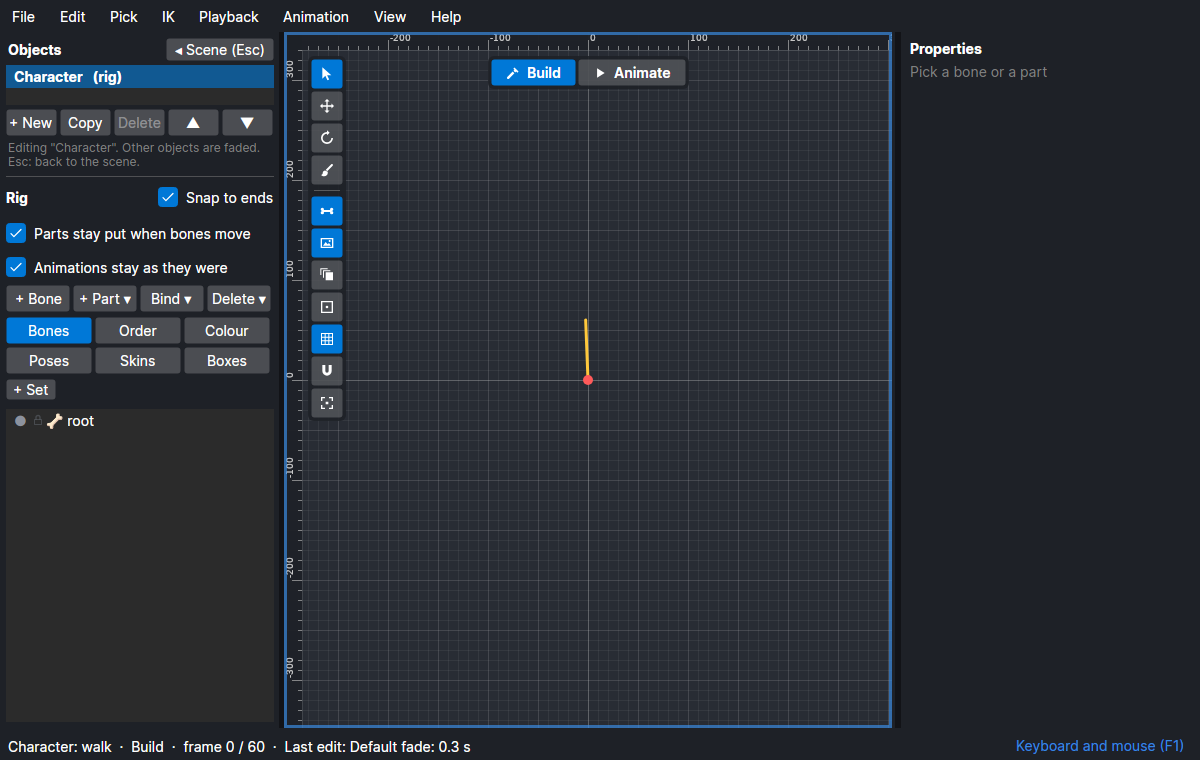 File Edit Pick IK Playback Animation View Help
Objects
◂ Scene (Esc)
Character (rig)
+ New Copy Delete ▲ ▼
Editing "Character". Other objects are faded.
Esc: back to the scene.
Rig
Snap to ends
Parts stay put when bones move
Animations stay as they were
+ Bone + Part ▾ Bind ▾ Delete ▾
Bones Order Colour
Poses Skins Boxes
+ Set
root
-200 -100 0 100 200
300
200
100
0
-100
-200
-300
Build Animate
Properties
Pick a bone or a part
Character: walk · Build · frame 0 / 60 · Last edit: Default fade: 0.3 s
Keyboard and mouse (F1)